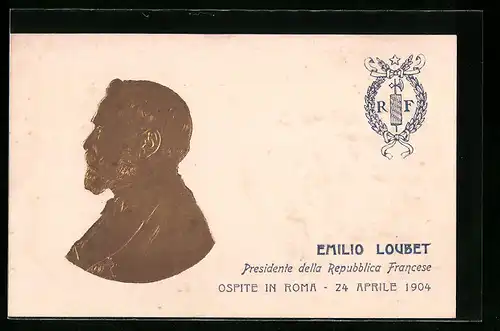 R F
EMILIO LOUBET
Presidente della Repubblica Francese
OSPITE IN ROMA - 24 APRILE 1904